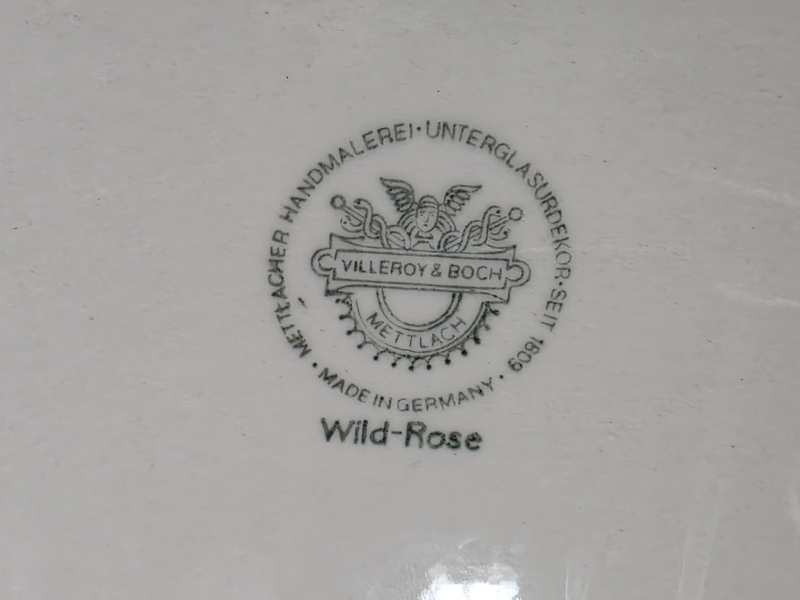 METTLACHER HANDMALEREI · UNTERGLASURDEKOR · SEIT 1809 ·
VILLEROY & BOCH
METTLACH
MADE IN GERMANY ·
Wild-Rose